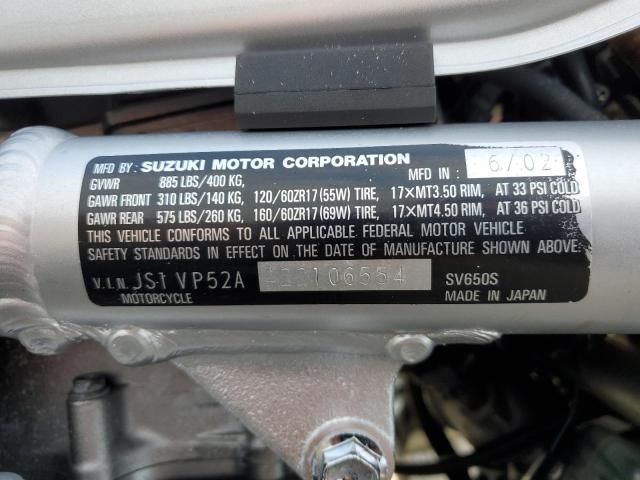 MFD BY: SUZUKI MOTOR CORPORATION MFD IN : 6/02
GVWR 885 LBS/400 KG,
GAWR FRONT 310 LBS/140 KG, 120/60ZR17 (55W) TIRE, 17×MT3.50 RIM, AT 33 PSI COLD
GAWR REAR 575 LBS/260 KG, 160/60ZR17 (69W) TIRE, 17×MT4.50 RIM, AT 36 PSI COLD
THIS VEHICLE CONFORMS TO ALL APPLICABLE FEDERAL MOTOR VEHICLE
SAFETY STANDARDS IN EFFECT ON THE DATE OF MANUFACTURE SHOWN ABOVE.
V.I.N. JS1VP52A SV650S
MOTORCYCLE MADE IN JAPAN